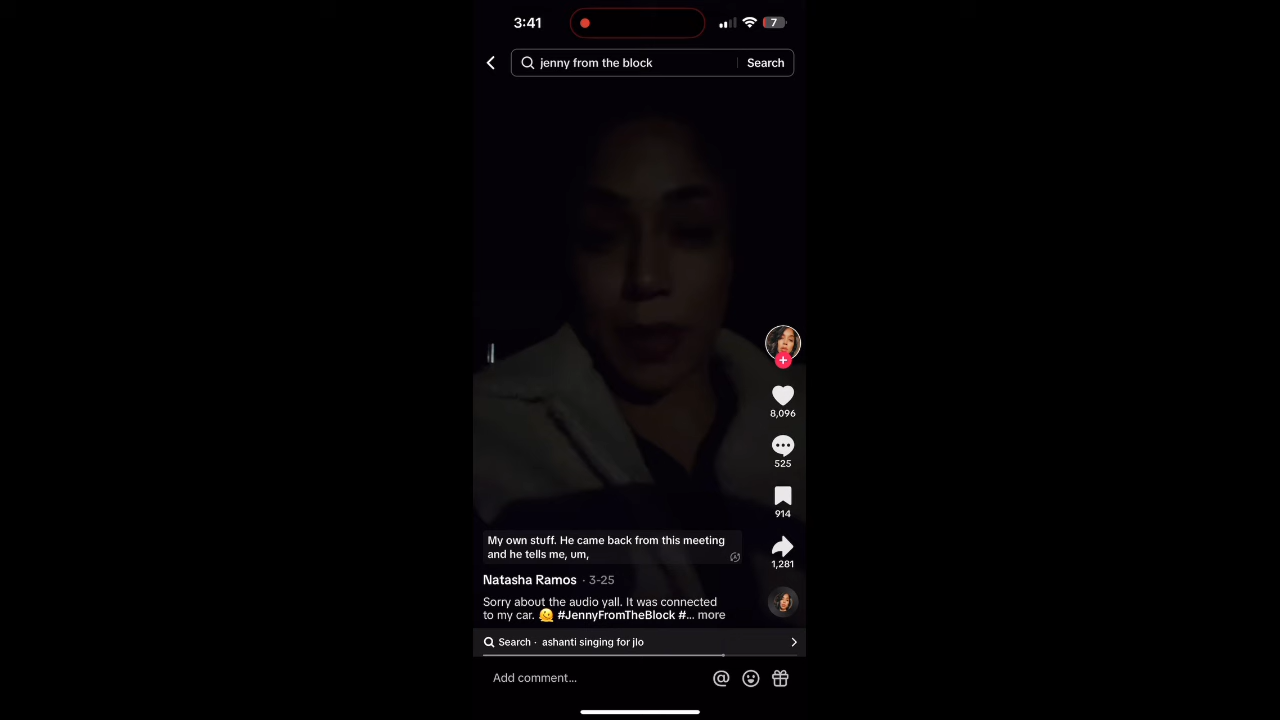 3:41
7
jenny from the block
Search
8,096
525
914
1,281
My own stuff. He came back from this meeting
and he tells me, um,
Natasha Ramos · 3-25
Sorry about the audio yall. It was connected
to my car. 🫠 #JennyFromTheBlock #... more
Search · ashanti singing for jlo
Add comment...